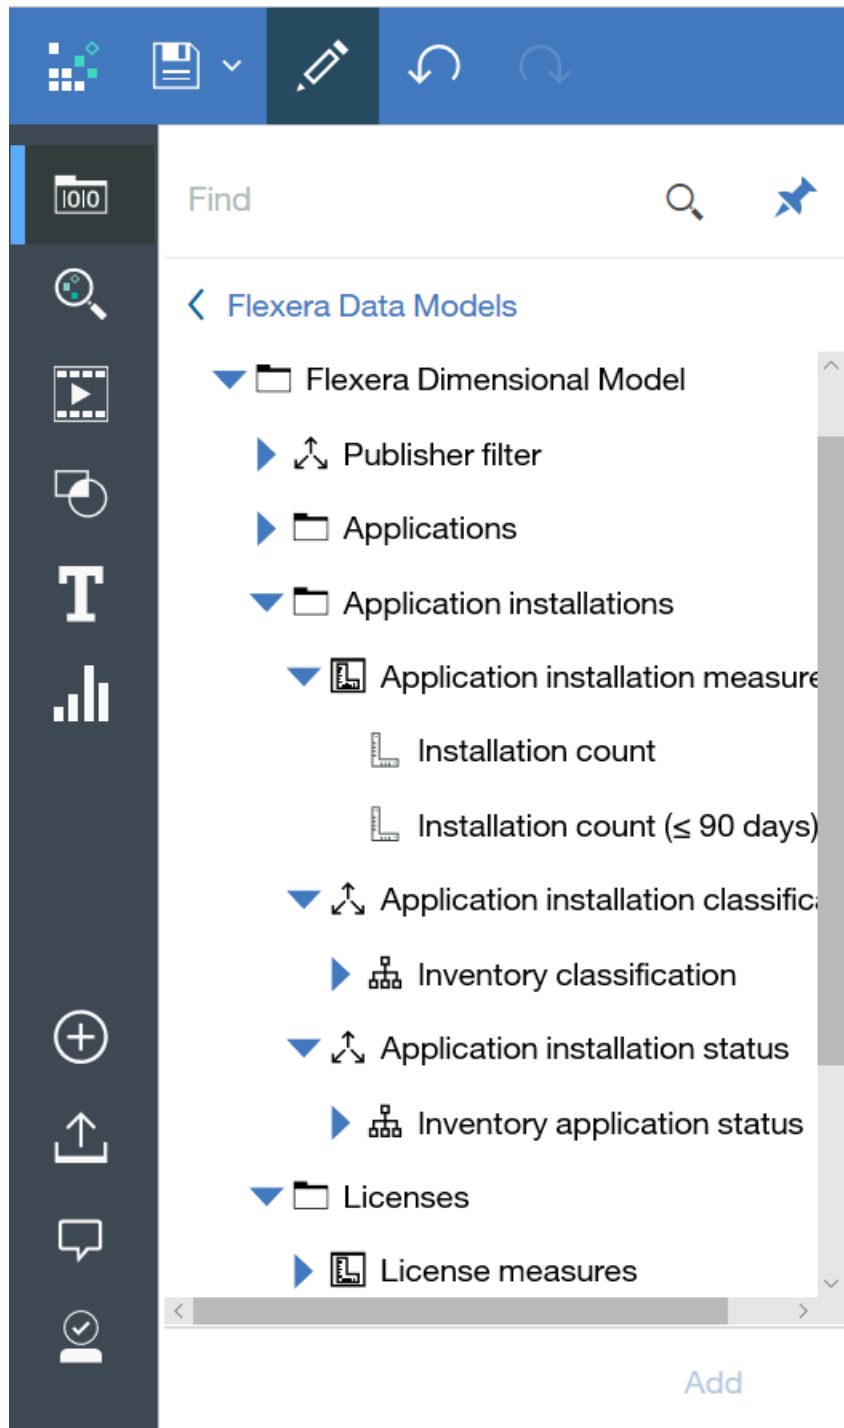 Find
Flexera Data Models
Flexera Dimensional Model
Publisher filter
Applications
Application installations
Application installation measure
Installation count
Installation count (≤ 90 days)
Application installation classific
Inventory classification
Application installation status
Inventory application status
Licenses
License measures
Add